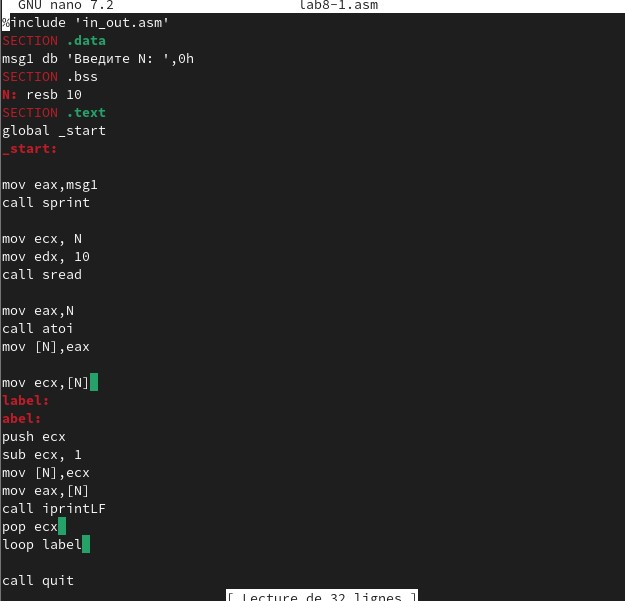 GNU nano 7.2 lab8-1.asm
%include 'in_out.asm'
SECTION .data
msg1 db 'Введите N: ',0h
SECTION .bss
N: resb 10
SECTION .text
global _start
_start:
mov eax,msg1
call sprint
mov ecx, N
mov edx, 10
call sread
mov eax,N
call atoi
mov [N],eax
mov ecx,[N]
label:
abel:
push ecx
sub ecx, 1
mov [N],ecx
mov eax,[N]
call iprintLF
pop ecx
loop label
call quit
[ Lecture de 32 lignes ]